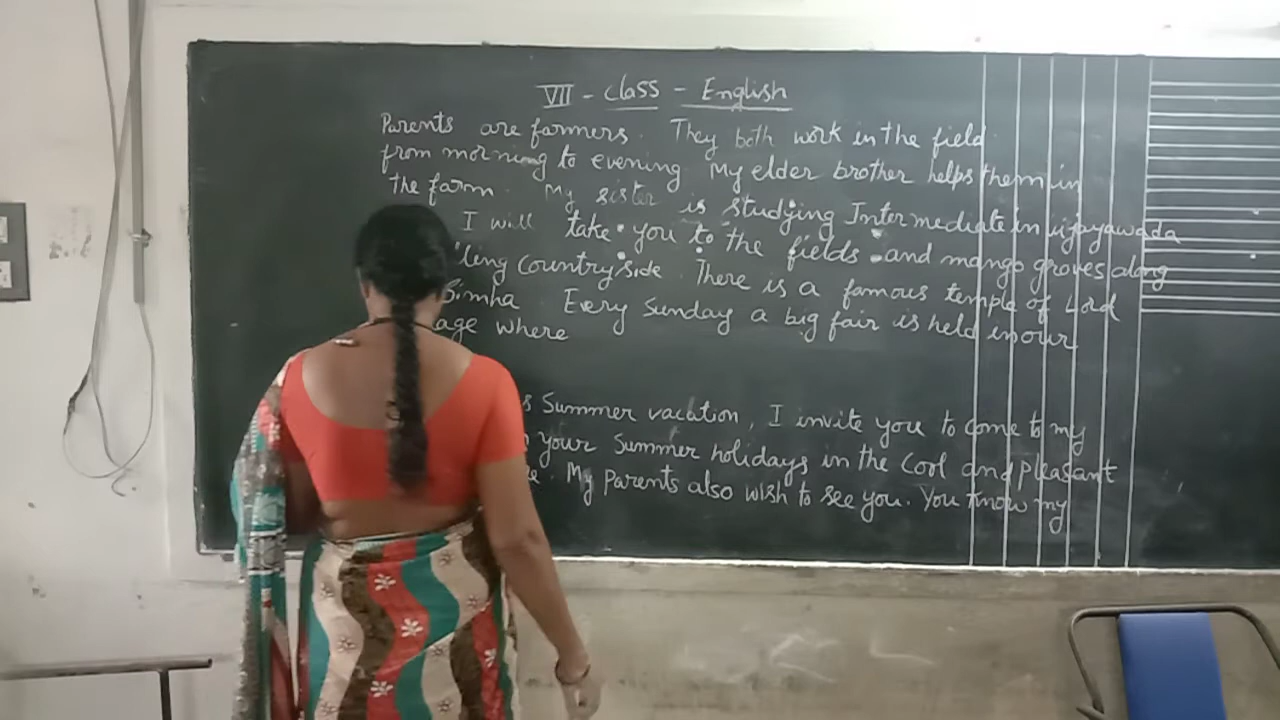 VII - Class - English
Parents are farmers. They both work in the field
from morning to evening My elder brother helps them in
the farm. My sister is studying Intermediate in vijayawada
I will take you to the fields and mango groves along
ling Country side. There is a famous temple of Lord
Simha. Every Sunday a big fair is held in our
age where
s Summer vacation, I invite you to come to my
your Summer holidays in the Cool and pleasant
My parents also wish to see you. You know my